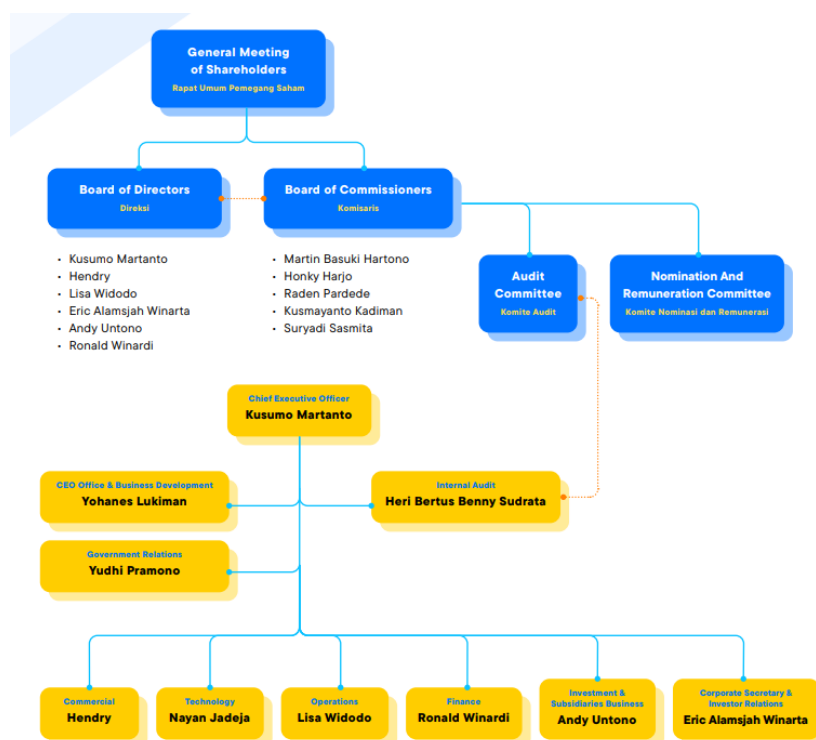 General Meeting
of Shareholders
Rapat Umum Pemegang Saham
Board of Directors
Direksi
Board of Commissioners
Komisaris
• Kusumo Martanto
• Hendry
• Lisa Widodo
• Eric Alamsjah Winarta
• Andy Untono
• Ronald Winardi
• Martin Basuki Hartono
• Honky Harjo
• Raden Pardede
• Kusmayanto Kadiman
• Suryadi Sasmita
Audit
Committee
Komite Audit
Nomination And
Remuneration Committee
Komite Nominasi dan Remunerasi
Chief Executive Officer
Kusumo Martanto
CEO Office & Business Development
Yohanes Lukiman
Internal Audit
Heri Bertus Benny Sudrata
Government Relations
Yudhi Pramono
Commercial
Hendry
Technology
Nayan Jadeja
Operations
Lisa Widodo
Finance
Ronald Winardi
Investment &
Subsidiaries Business
Andy Untono
Corporate Secretary &
Investor Relations
Eric Alamsjah Winarta